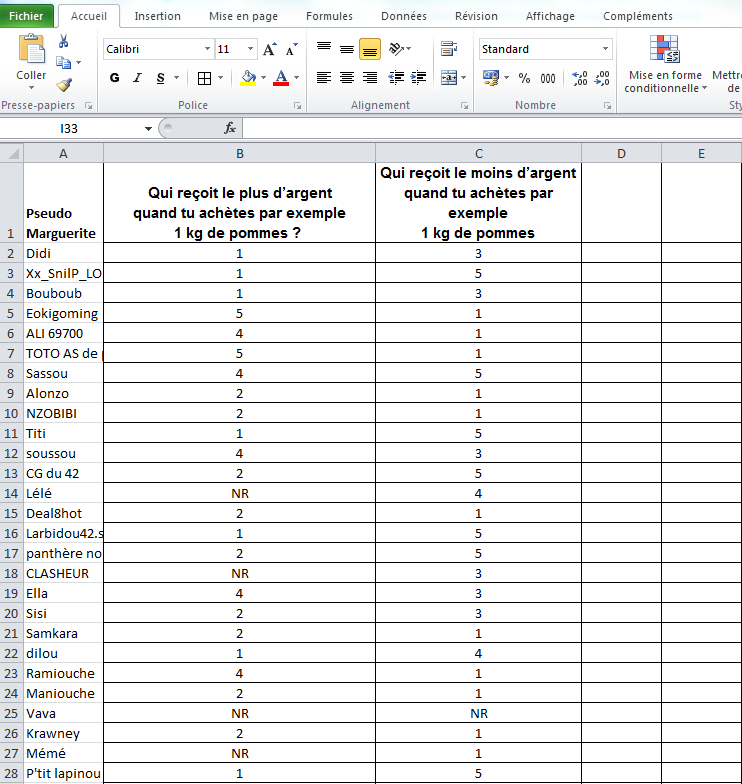 Fichier Accueil Insertion Mise en page Formules Données Révision Affichage Compléments
Calibri 11 Standard
Coller G I S % 000 Mise en forme conditionnelle Mettre de
Presse-papiers Police Alignement Nombre Sty
I33 fx
A B C D E
1 Pseudo Marguerite Qui reçoit le plus d’argent quand tu achètes par exemple 1 kg de pommes ? Qui reçoit le moins d’argent quand tu achètes par exemple 1 kg de pommes
2 Didi 1 3
3 Xx_SnilP_LO 1 5
4 Bouboub 1 3
5 Eokigoming 5 1
6 ALI 69700 4 1
7 TOTO AS de 5 1
8 Sassou 4 5
9 Alonzo 2 1
10 NZOBIBI 2 1
11 Titi 1 5
12 soussou 4 3
13 CG du 42 2 5
14 Lélé NR 4
15 Deal8hot 2 1
16 Larbidou42.s 1 5
17 panthère no 2 5
18 CLASHEUR NR 3
19 Ella 4 3
20 Sisi 2 3
21 Samkara 2 1
22 dilou 1 4
23 Ramiouche 4 1
24 Maniouche 2 1
25 Vava NR NR
26 Krawney 2 1
27 Mémé NR 1
28 P'tit lapinou 1 5